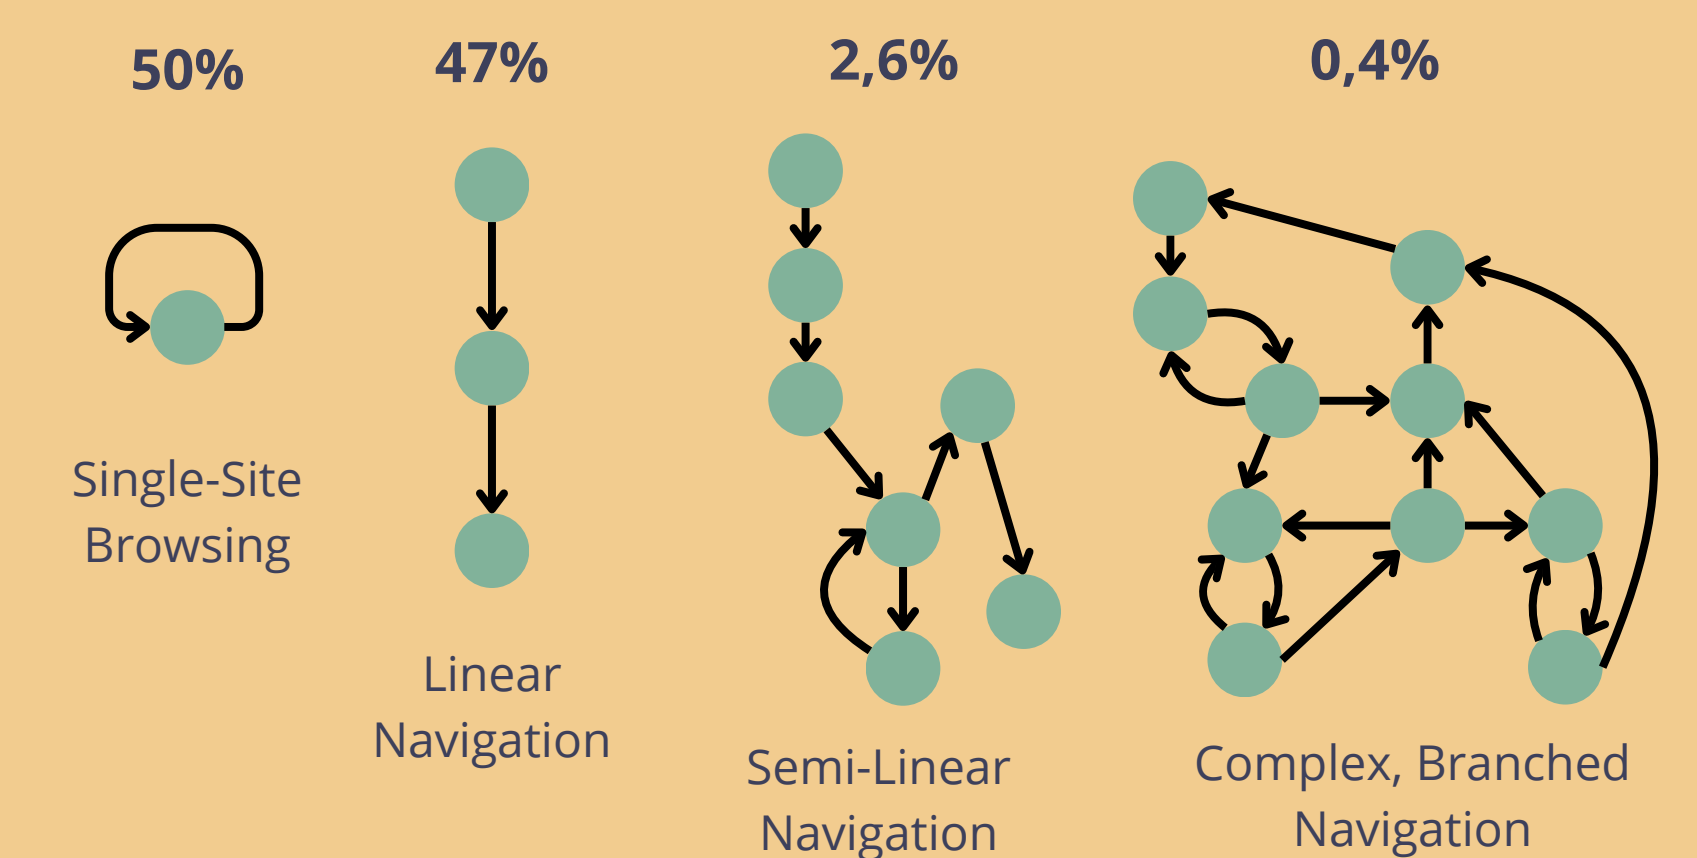 50%
47%
2,6%
0,4%
Single-Site
Browsing
Linear
Navigation
Semi-Linear
Navigation
Complex, Branched
Navigation